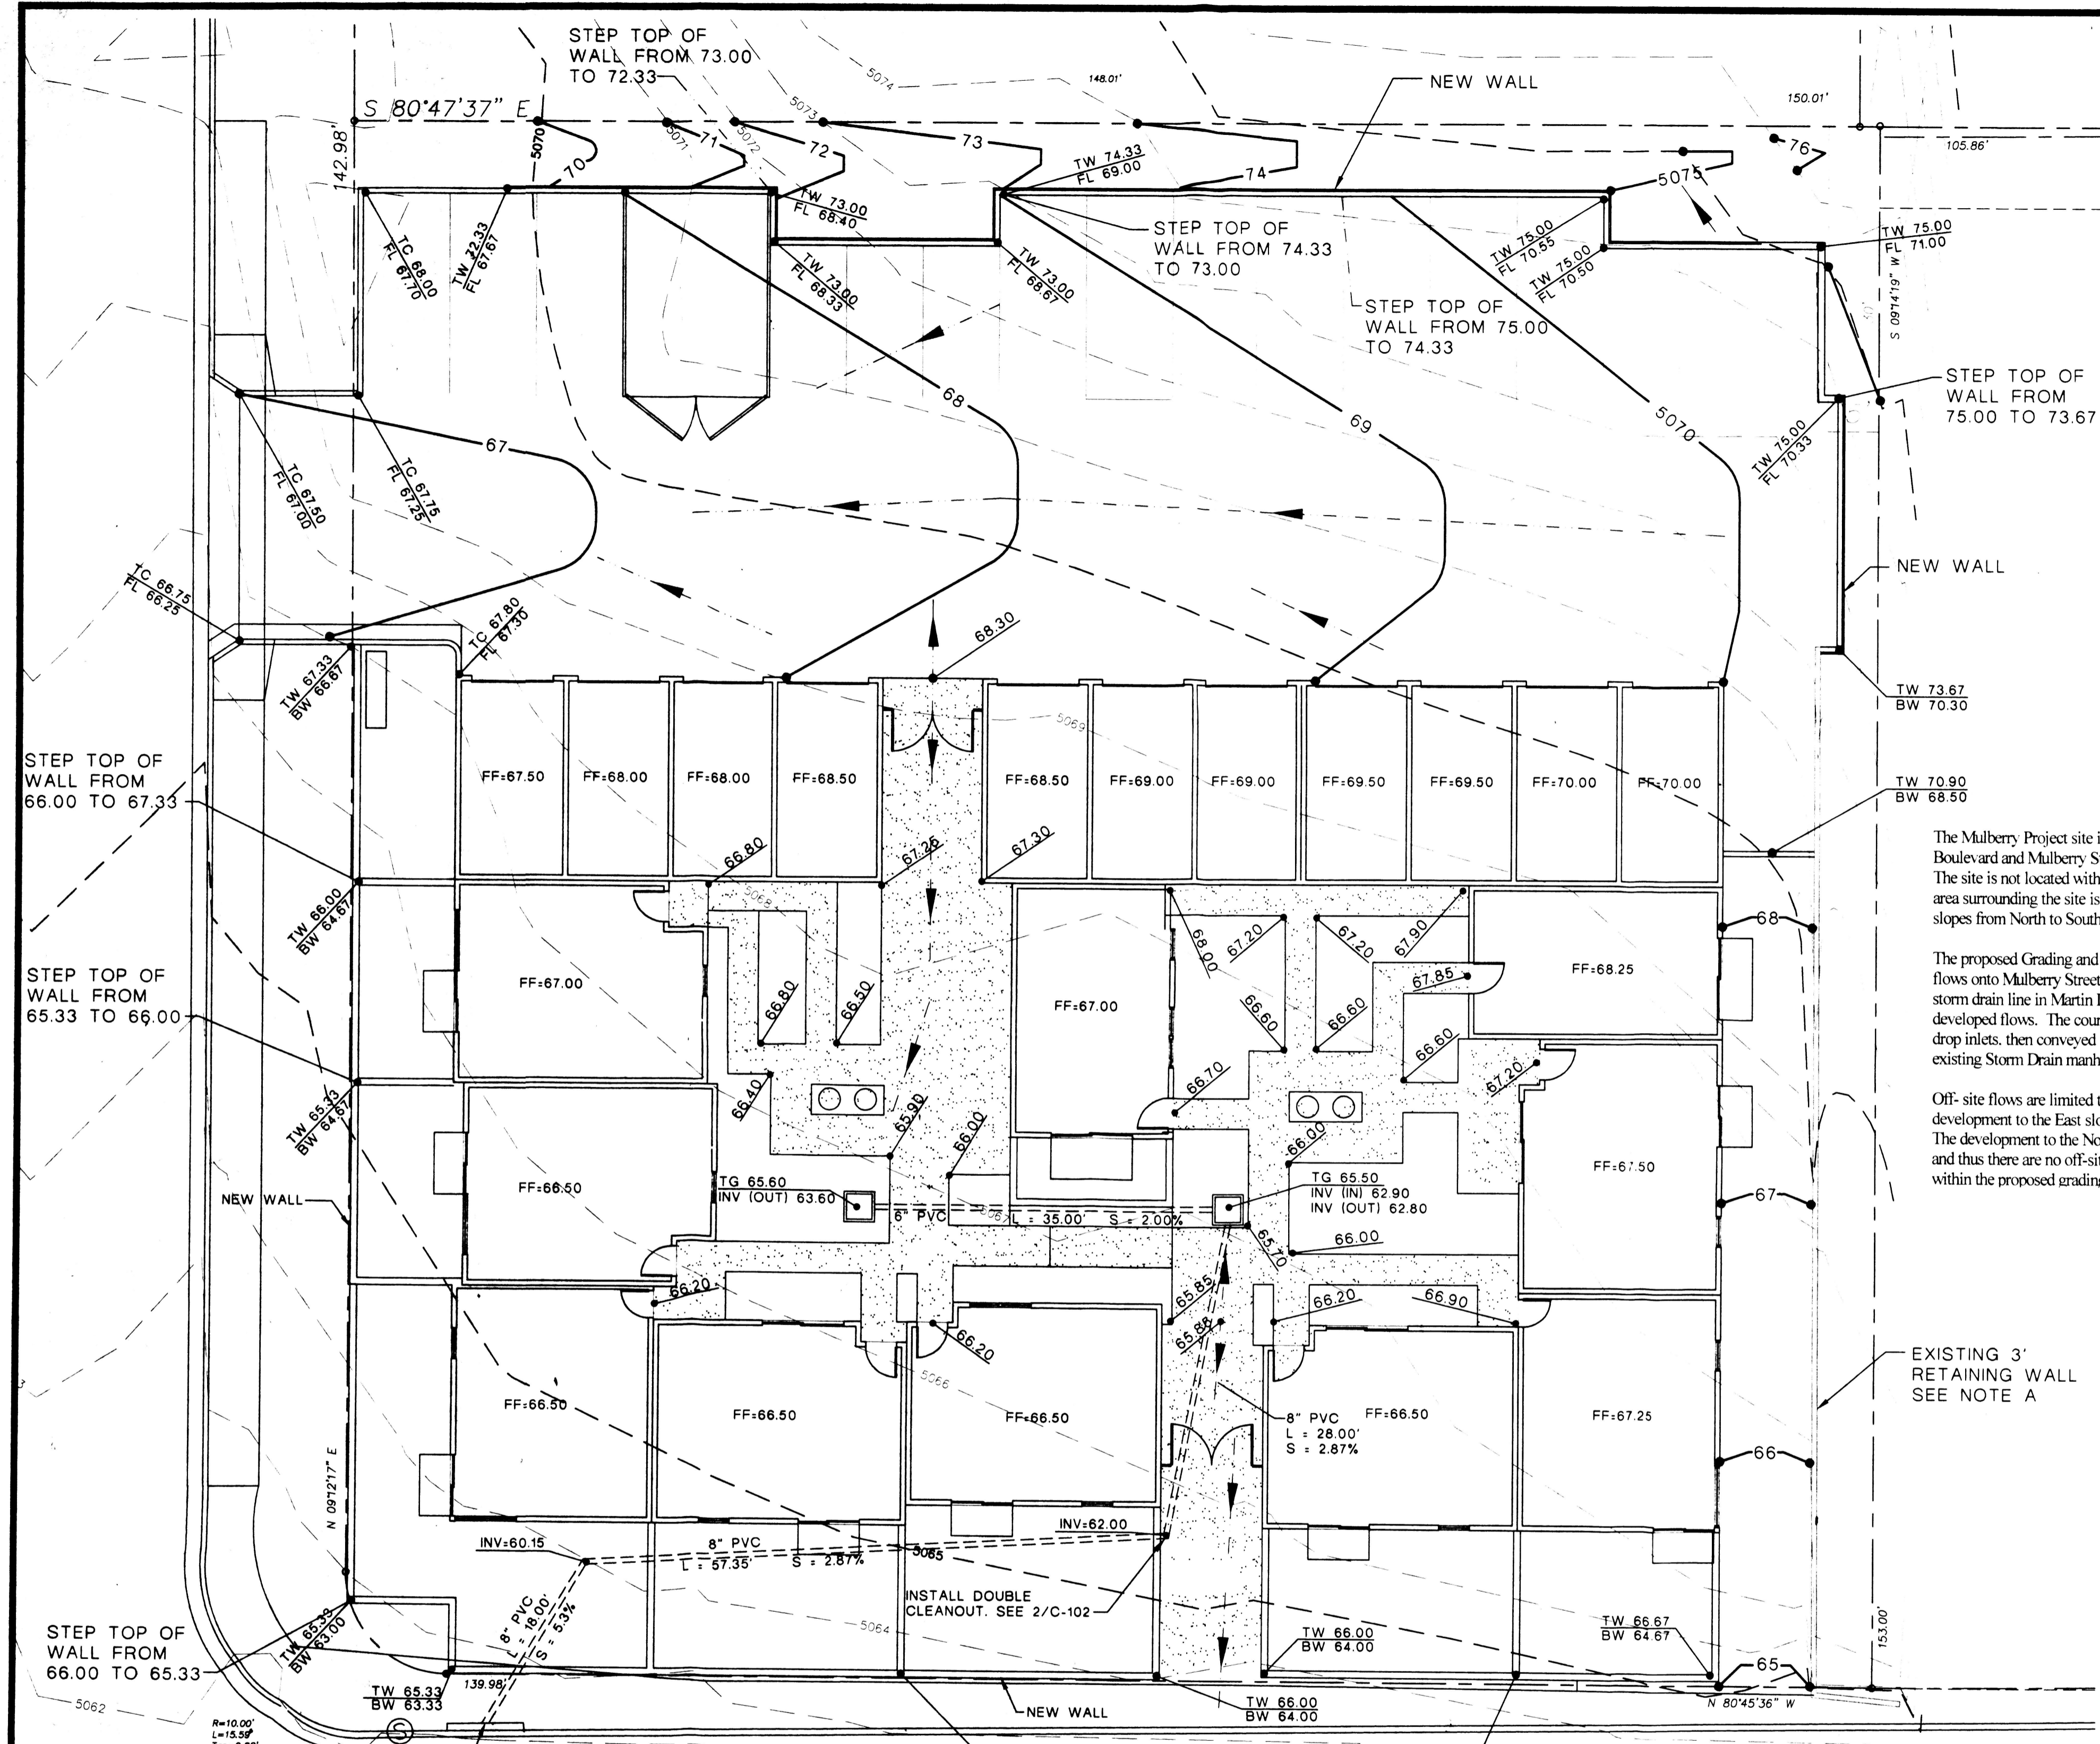 STEP TOP OF
WALL FROM 73.00
TO 72.33
5074
148.01'
NEW WALL
150.01'
S 80°47'37" E
5073
5072
5071
5070
70
71
72
73
74
5075
76
105.86'
142.98'
TW 74.33
FL 69.00
TW 73.00
FL 68.40
TC 68.00
FL 67.70
TW 72.33
FL 67.67
TW 73.00
FL 68.33
TW 73.00
FL 68.67
STEP TOP OF
WALL FROM 74.33
TO 73.00
TW 75.00
FL 70.55
TW 75.00
FL 70.50
TW 75.00
FL 71.00
S 09°14'19" W
STEP TOP OF
WALL FROM 75.00
TO 74.33
STEP TOP OF
WALL FROM
75.00 TO 73.67
67
68
69
5070
TC 67.50
FL 67.00
TC 67.75
FL 67.25
TW 75.00
FL 70.33
NEW WALL
TC 66.75
FL 66.25
TC 67.80
FL 67.30
68.30
TW 67.33
BW 66.67
TW 73.67
BW 70.30
5069
STEP TOP OF
WALL FROM
66.00 TO 67.33
FF=67.50
FF=68.00
FF=68.00
FF=68.50
FF=68.50
FF=69.00
FF=69.00
FF=69.50
FF=69.50
FF=70.00
FF=70.00
TW 70.90
BW 68.50
The Mulberry Project site i
Boulevard and Mulberry S
The site is not located with
area surrounding the site is
slopes from North to South
The proposed Grading and
flows onto Mulberry Street
storm drain line in Martin
developed flows. The cour
drop inlets. then conveyed
existing Storm Drain manh
Off- site flows are limited t
development to the East slo
The development to the No
and thus there are no off-sit
within the proposed grading
66.80
67.25
67.30
5068
TW 66.00
BW 64.67
68
STEP TOP OF
WALL FROM
65.33 TO 66.00
FF=67.00
66.80
66.50
FF=67.00
68.00
67.20
67.20
67.90
67.85
FF=68.25
66.60
66.60
66.60
67.20
TW 65.33
BW 64.67
66.40
65.90
66.00
66.70
66.00
NEW WALL
FF=66.50
TG 65.60
INV (OUT) 63.60
6" PVC
5067
L = 35.00'
S = 2.00%
TG 65.50
INV (IN) 62.90
INV (OUT) 62.80
FF=67.50
67
65.70
66.00
66.20
65.85
65.88
66.20
66.90
66.20
5066
EXISTING 3'
RETAINING WALL
SEE NOTE A
FF=66.50
FF=66.50
FF=66.50
8" PVC
L = 28.00'
S = 2.87%
FF=66.50
FF=67.25
66
N 09°12'17" E
INV=60.15
8" PVC
L = 57.35'
S = 2.87%
5065
INV=62.00
INSTALL DOUBLE
CLEANOUT. SEE 2/C-102
8" PVC
L = 18.00'
S = 5.3%
5064
STEP TOP OF
WALL FROM
66.00 TO 65.33
TW 65.33
BW 63.00
TW 66.00
BW 64.00
TW 66.67
BW 64.67
153.00'
65
139.98
TW 65.33
BW 63.33
5062
NEW WALL
TW 66.00
BW 64.00
N 80°45'36" W
R=10.00'
L=15.59'
S